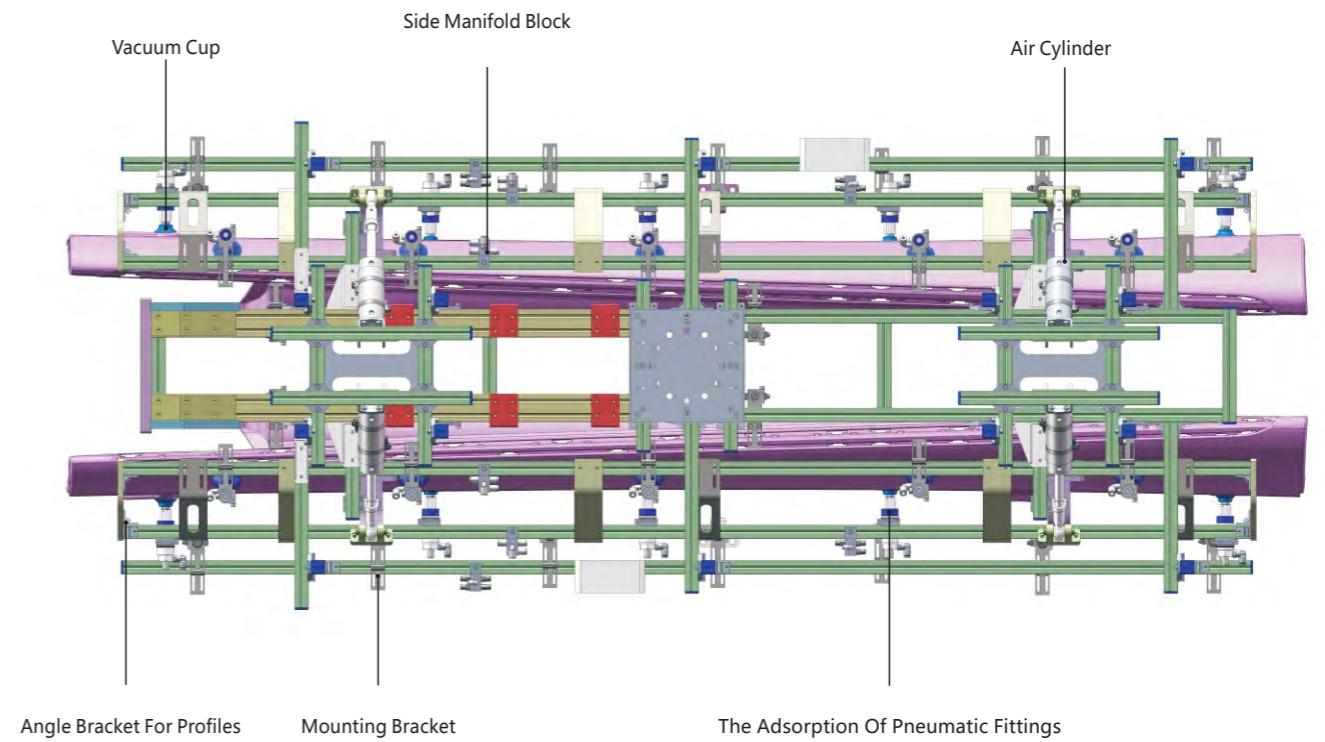 Side Manifold Block
Vacuum Cup
Air Cylinder
Angle Bracket For Profiles
Mounting Bracket
The Adsorption Of Pneumatic Fittings